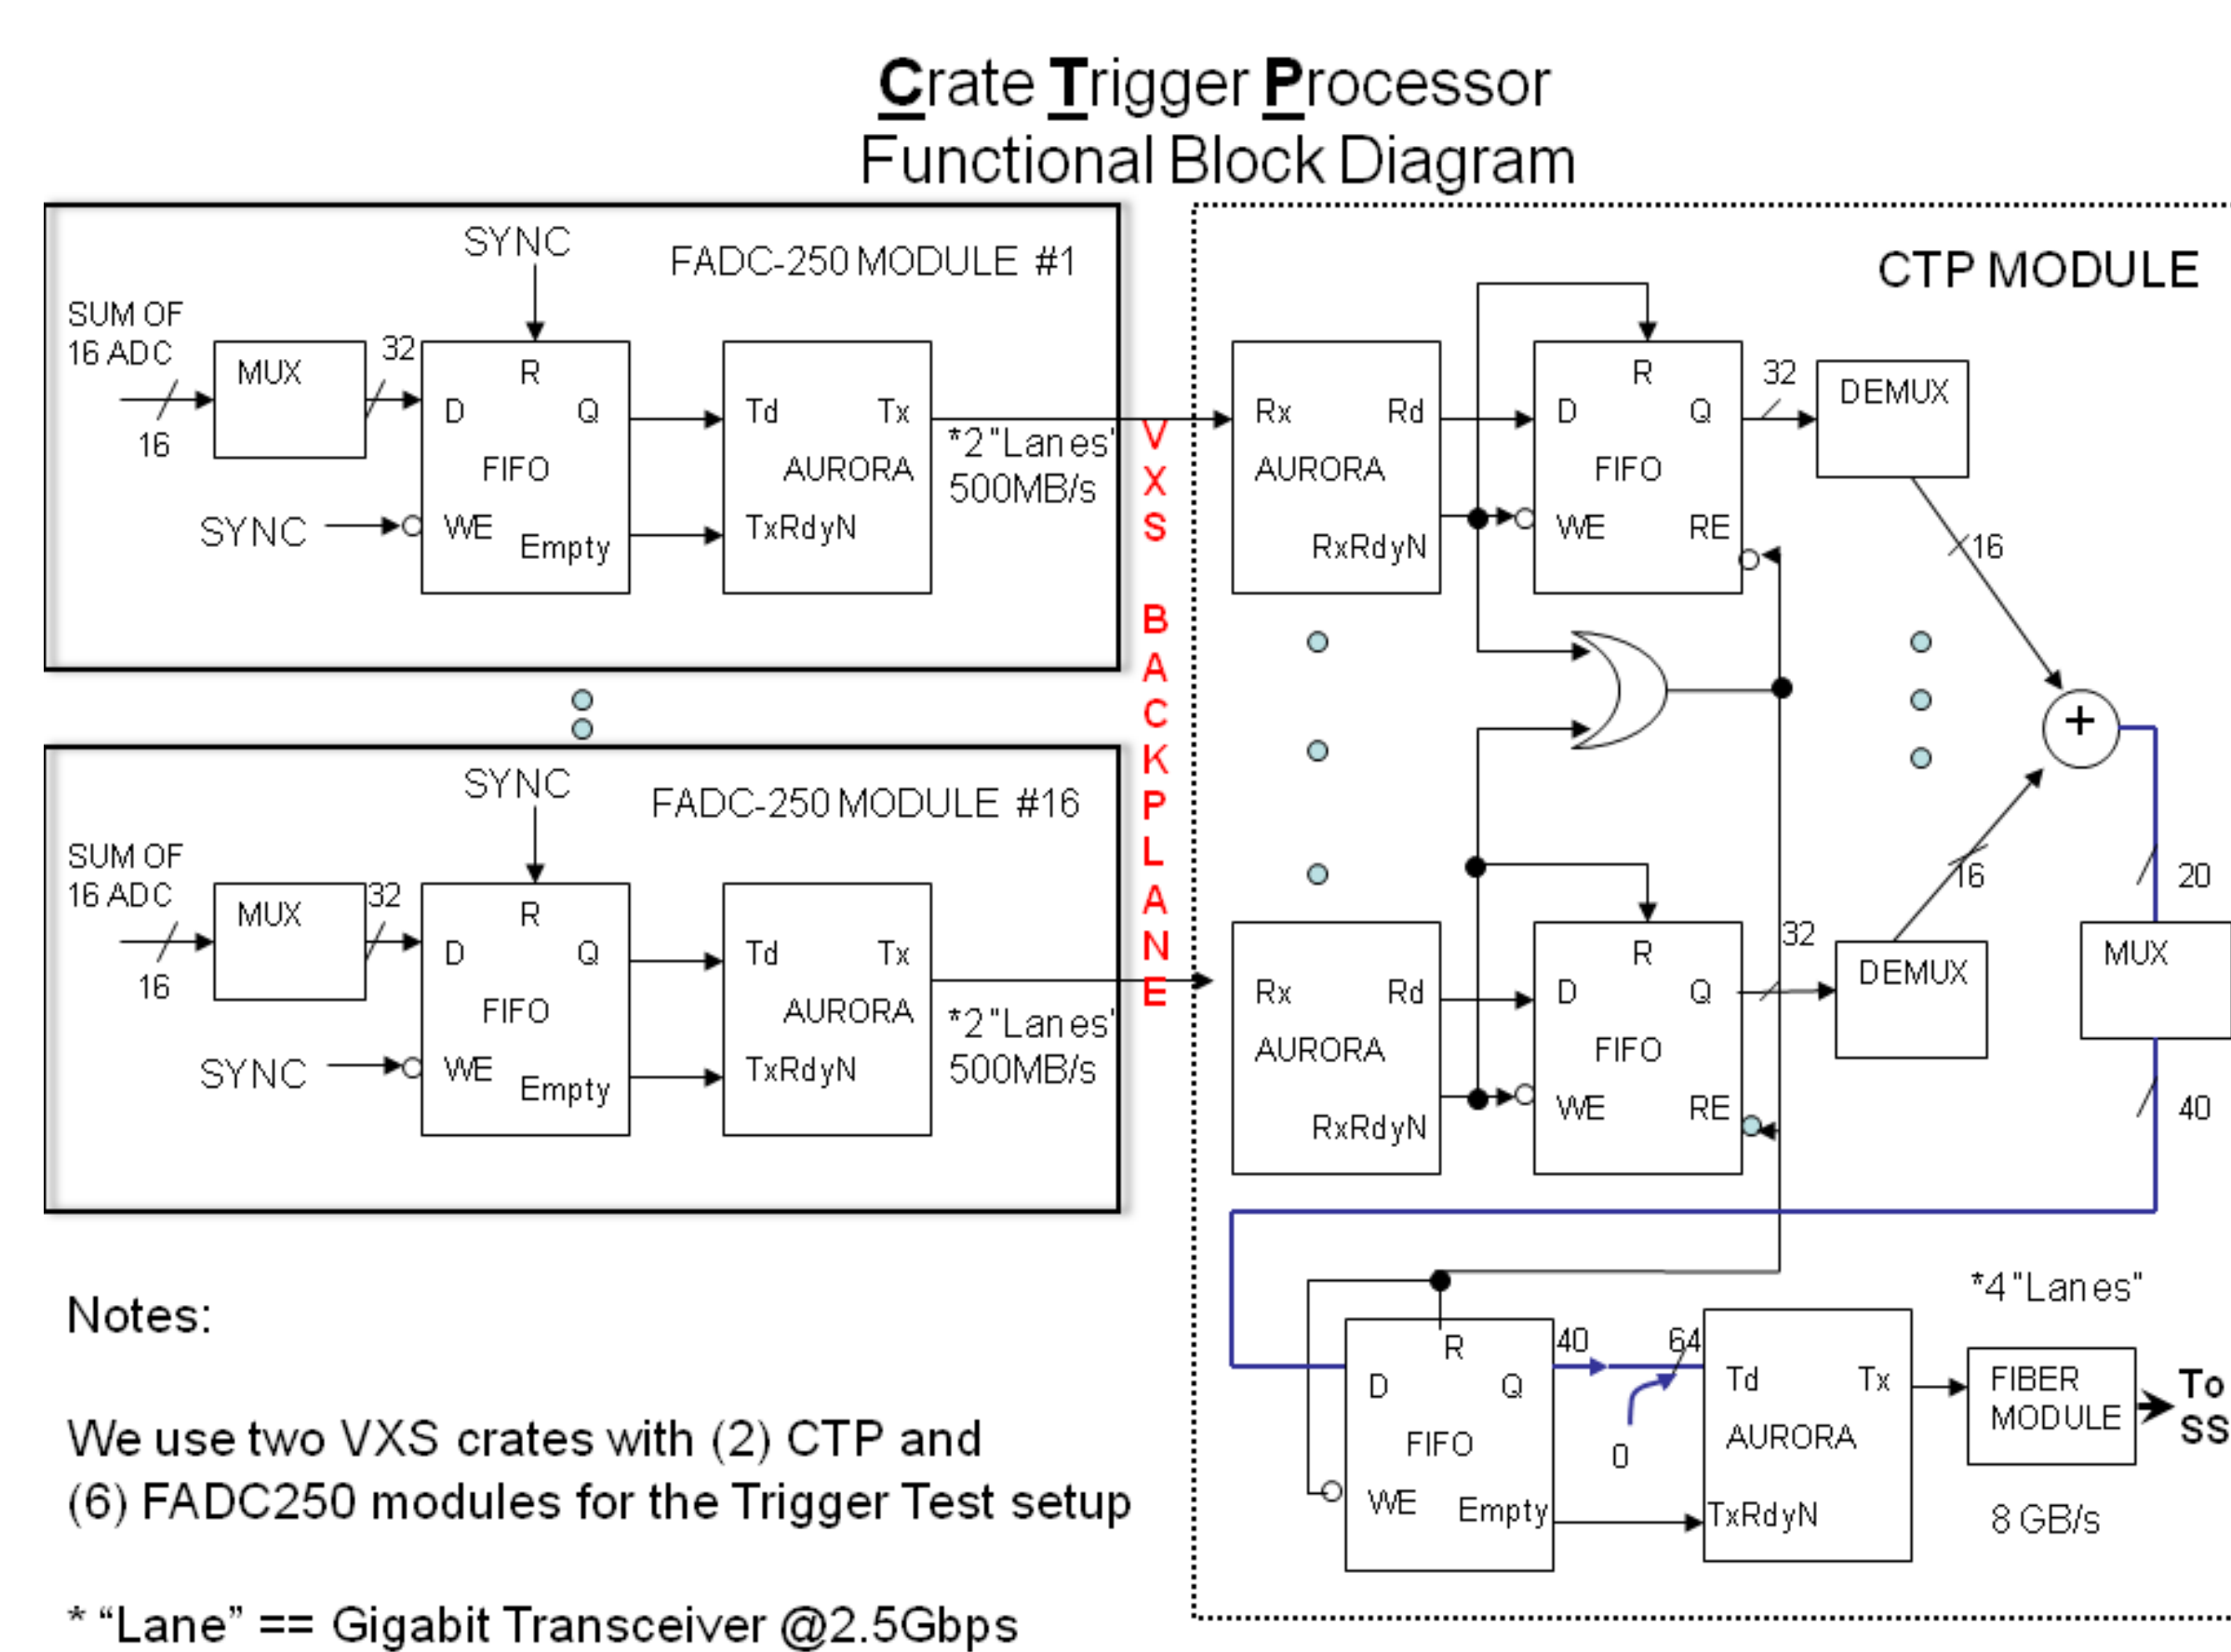 Crate Trigger Processor
Functional Block Diagram
SYNC
FADC-250 MODULE #1
SUM OF
16 ADC
16
MUX
32
R
D
Q
FIFO
SYNC
WE
Empty
Td
Tx
AURORA
TxRdyN
*2"Lanes'
500MB/s
SYNC
FADC-250 MODULE #16
SUM OF
16 ADC
16
MUX
32
R
D
Q
FIFO
SYNC
WE
Empty
Td
Tx
AURORA
TxRdyN
*2"Lanes'
500MB/s
VXS BACKPLANE
CTP MODULE
Rx
Rd
AURORA
RxRdyN
R
D
Q
FIFO
WE
RE
32
DEMUX
16
+
Rx
Rd
AURORA
RxRdyN
R
D
Q
FIFO
WE
RE
32
DEMUX
16
20
MUX
40
R
D
Q
FIFO
WE
Empty
40
64
0
Td
Tx
AURORA
TxRdyN
*4"Lanes"
FIBER
MODULE
8 GB/s
To
SS
Notes:
We use two VXS crates with (2) CTP and
(6) FADC250 modules for the Trigger Test setup
* “Lane” == Gigabit Transceiver @2.5Gbps